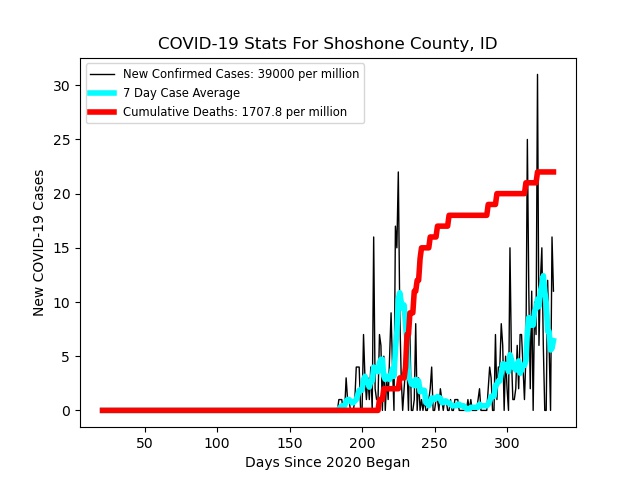 COVID-19 Stats For Shoshone County, ID
New Confirmed Cases: 39000 per million
7 Day Case Average
Cumulative Deaths: 1707.8 per million
New COVID-19 Cases
30
25
20
15
10
5
0
50 100 150 200 250 300
Days Since 2020 Began